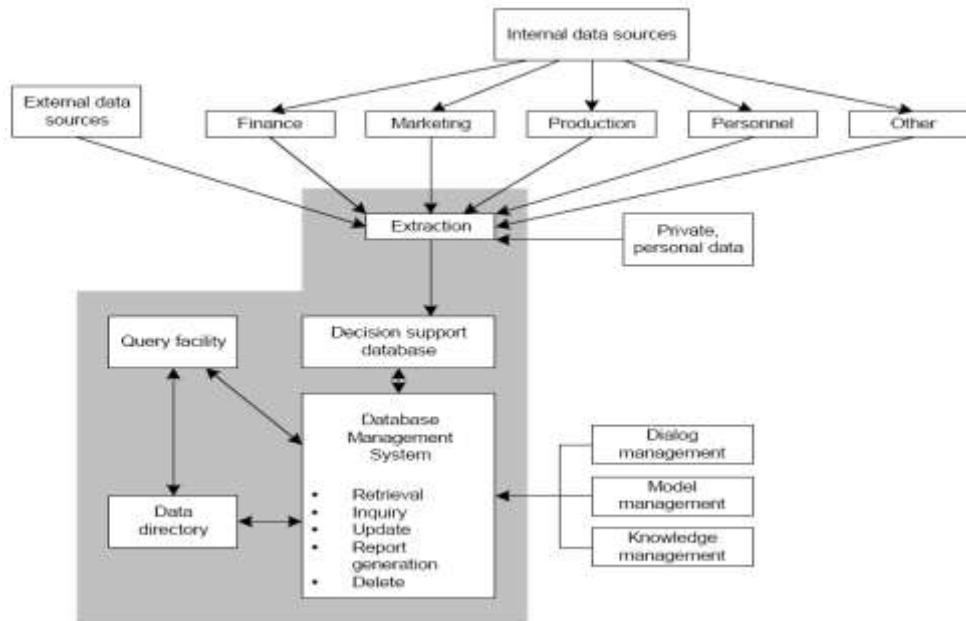 Internal data sources
External data
sources
Finance
Marketing
Production
Personnel
Other
Extraction
Private,
personal data
Query facility
Decision support
database
Database
Management
System
• Retrieval
• Inquiry
• Update
• Report
generation
• Delete
Data
directory
Dialog
management
Model
management
Knowledge
management